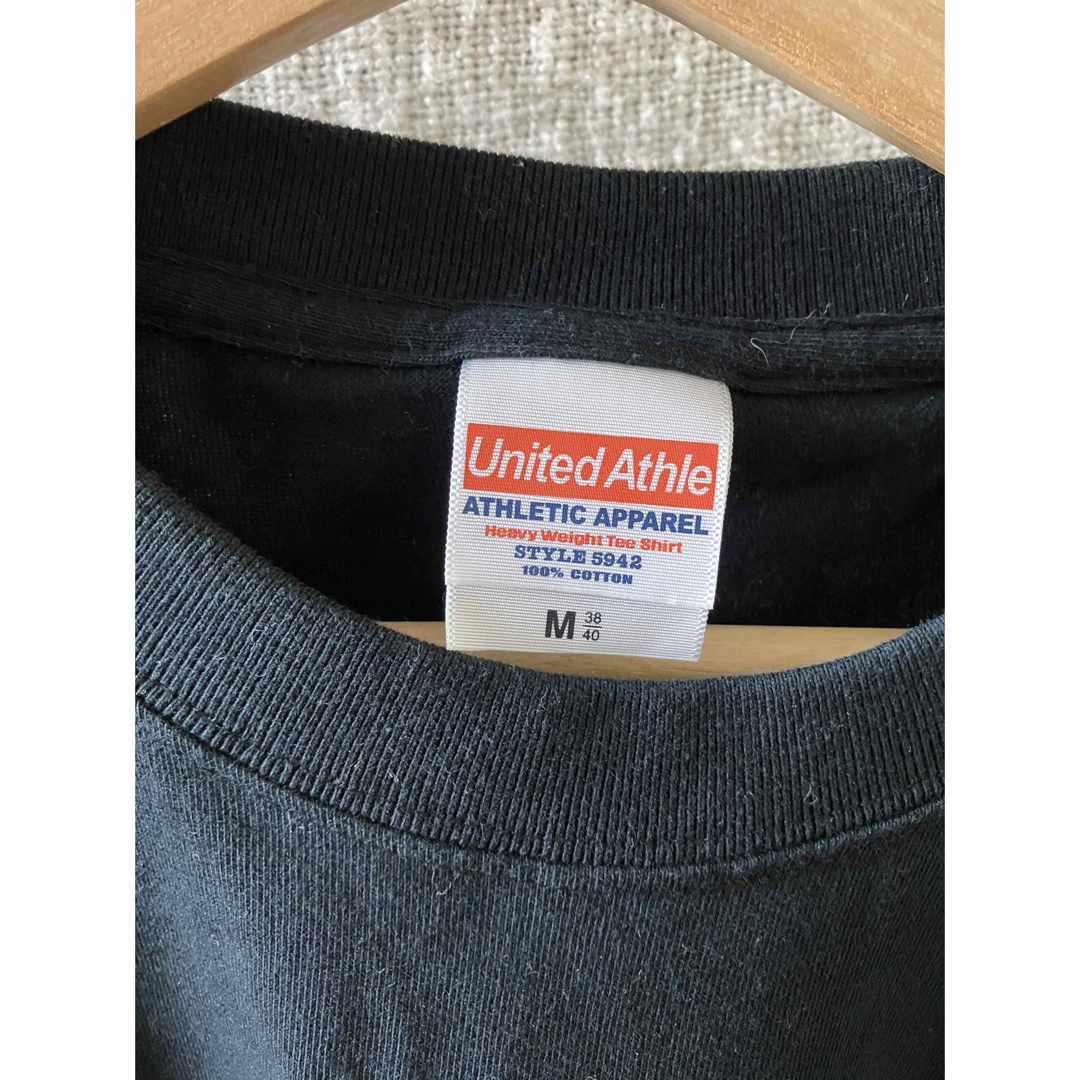 United Athle
ATHLETIC APPAREL
Heavy Weight Tee Shirt
STYLE 5942
100% COTTON
M 38/40